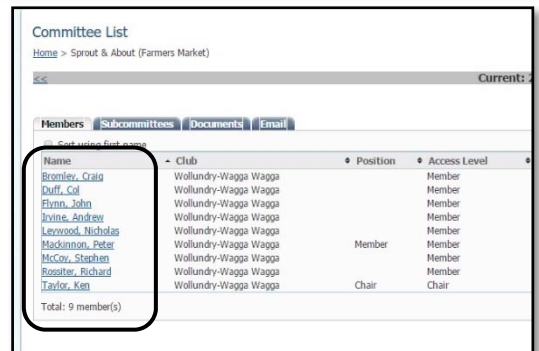 Committee List
Home > Sprout & About (Farmers Market)
<< Current: 2
Members Subcommittees Documents Email
Sort using first name
Name Club Position Access Level
Bromley, Craig Wollundry-Wagga Wagga Member
Duff, Col Wollundry-Wagga Wagga Member
Flynn, John Wollundry-Wagga Wagga Member
Irvine, Andrew Wollundry-Wagga Wagga Member
Leywood, Nicholas Wollundry-Wagga Wagga Member
Mackinnon, Peter Wollundry-Wagga Wagga Member Member
McCoy, Stephen Wollundry-Wagga Wagga Member
Rossiter, Richard Wollundry-Wagga Wagga Member
Taylor, Ken Wollundry-Wagga Wagga Chair Chair
Total: 9 member(s)